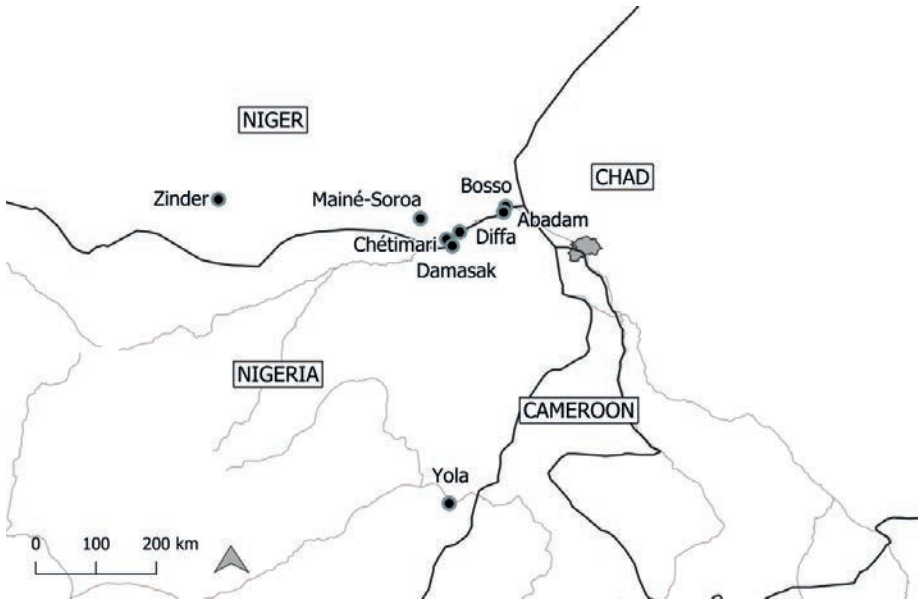 NIGER
CHAD
Bosso
Zinder
Mainé-Soroa
Abadam
Diffa
Chétimari
Damasak
NIGERIA
CAMEROON
Yola
0 100 200 km